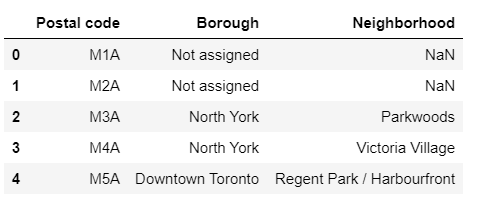 Postal code Borough Neighborhood
0 M1A Not assigned NaN
1 M2A Not assigned NaN
2 M3A North York Parkwoods
3 M4A North York Victoria Village
4 M5A Downtown Toronto Regent Park / Harbourfront